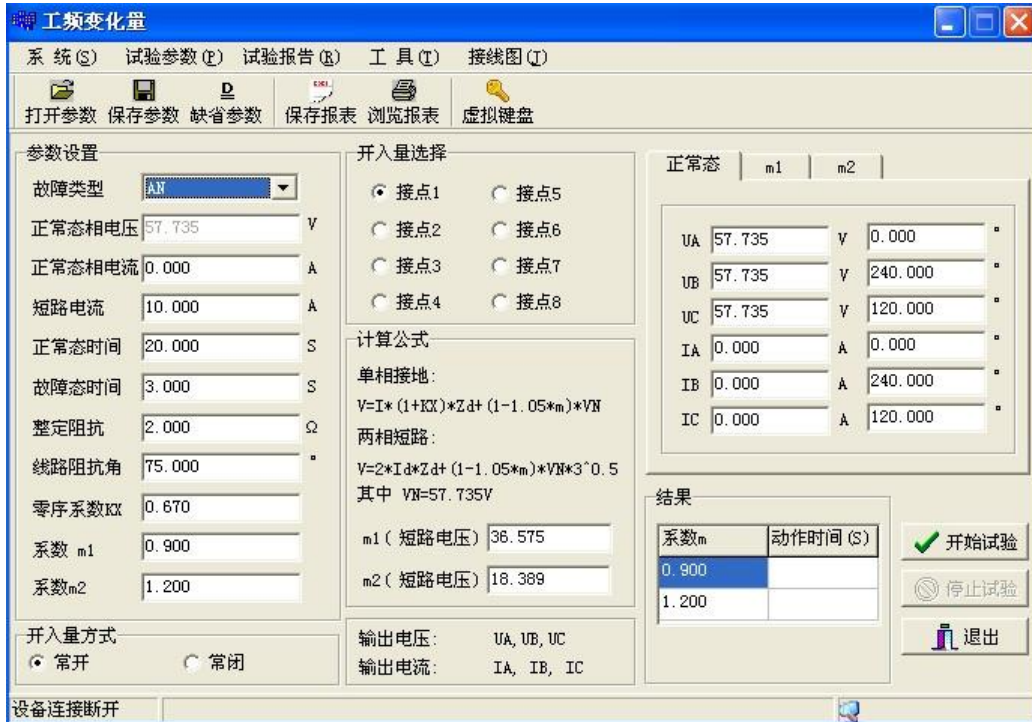 工频变化量
系 统(S) 试验参数(P) 试验报告(R) 工 具(T) 接线图(J)
打开参数 保存参数 缺省参数 保存报表 浏览报表 虚拟键盘
参数设置
故障类型 AN
正常态相电压 57.735 V
正常态相电流 0.000 A
短路电流 10.000 A
正常态时间 20.000 S
故障态时间 3.000 S
整定阻抗 2.000 Ω
线路阻抗角 75.000 °
零序系数KX 0.670
系数 m1 0.900
系数m2 1.200
开入量方式
常开 常闭
开入量选择
接点1 接点5
接点2 接点6
接点3 接点7
接点4 接点8
计算公式
单相接地:
V=I*(1+KX)*Zd+(1-1.05*m)*VN
两相短路:
V=2*Id*Zd+(1-1.05*m)*VN*3^0.5
其中 VN=57.735V
m1( 短路电压) 36.575
m2( 短路电压) 18.389
输出电压: UA,UB,UC
输出电流: IA, IB, IC
正常态 m1 m2
UA 57.735 V 0.000 °
UB 57.735 V 240.000 °
UC 57.735 V 120.000 °
IA 0.000 A 0.000 °
IB 0.000 A 240.000 °
IC 0.000 A 120.000 °
结果
系数m 动作时间(S)
0.900
1.200
开始试验
停止试验
退出
设备连接断开